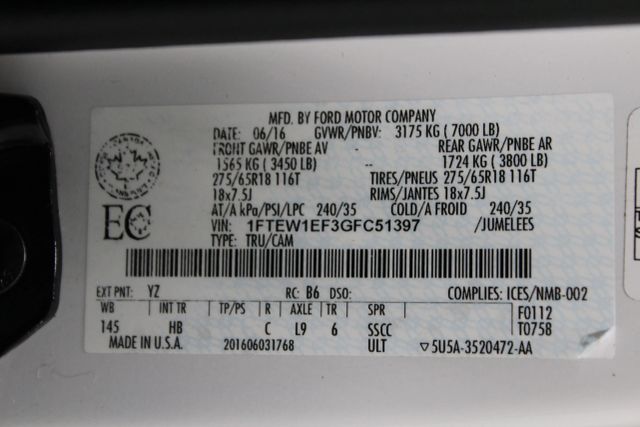 MFD. BY FORD MOTOR COMPANY
DATE: 06/16 GVWR/PNBV: 3175 KG ( 7000 LB)
FRONT GAWR/PNBE AV REAR GAWR/PNBE AR
1565 KG ( 3450 LB) -- 1724 KG ( 3800 LB)
275/65R18 116T TIRES/PNEUS 275/65R18 116T
18x7.5J RIMS/JANTES 18x7.5J
AT/A kPa/PSI/LPC 240/35 COLD/A FROID 240/35
VIN: 1FTEW1EF3GFC51397 /JUMELEES
TYPE: TRU/CAM
EC
EXT PNT: YZ RC: B6 DSO: COMPLIES: ICES/NMB-002
WB INT TR TP/PS R AXLE TR SPR F0112
145 HB C L9 6 SSCC T0758
MADE IN U.S.A. 201606031768 ULT ▽5U5A-3520472-AA